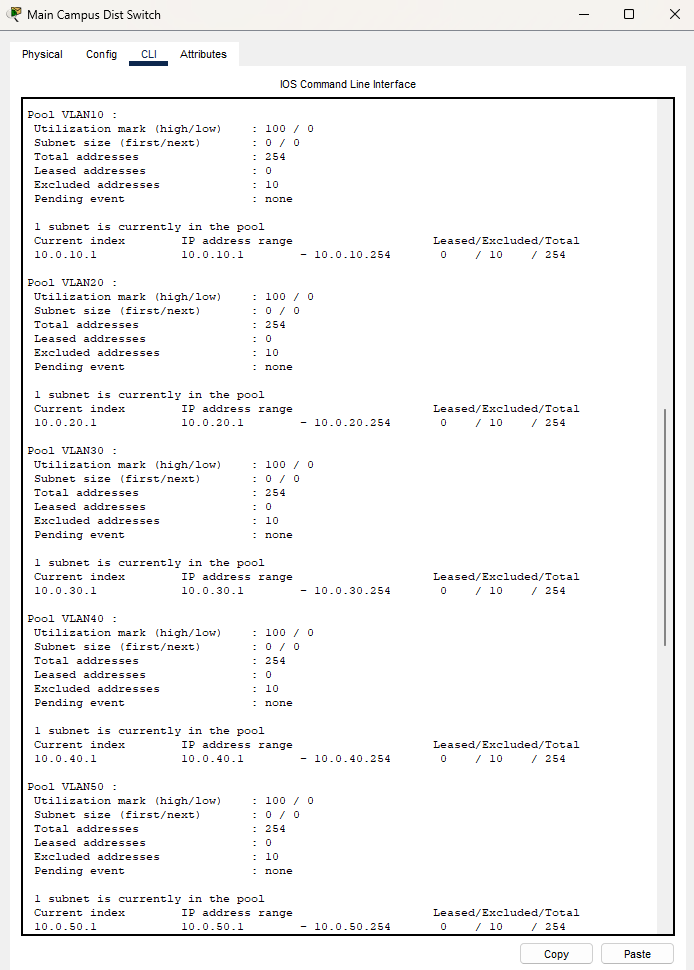 Main Campus Dist Switch
Physical Config CLI Attributes
IOS Command Line Interface
Pool VLAN10 :
Utilization mark (high/low) : 100 / 0
Subnet size (first/next) : 0 / 0
Total addresses : 254
Leased addresses : 0
Excluded addresses : 10
Pending event : none
1 subnet is currently in the pool
Current index IP address range Leased/Excluded/Total
10.0.10.1 10.0.10.1 - 10.0.10.254 0 / 10 / 254
Pool VLAN20 :
Utilization mark (high/low) : 100 / 0
Subnet size (first/next) : 0 / 0
Total addresses : 254
Leased addresses : 0
Excluded addresses : 10
Pending event : none
1 subnet is currently in the pool
Current index IP address range Leased/Excluded/Total
10.0.20.1 10.0.20.1 - 10.0.20.254 0 / 10 / 254
Pool VLAN30 :
Utilization mark (high/low) : 100 / 0
Subnet size (first/next) : 0 / 0
Total addresses : 254
Leased addresses : 0
Excluded addresses : 10
Pending event : none
1 subnet is currently in the pool
Current index IP address range Leased/Excluded/Total
10.0.30.1 10.0.30.1 - 10.0.30.254 0 / 10 / 254
Pool VLAN40 :
Utilization mark (high/low) : 100 / 0
Subnet size (first/next) : 0 / 0
Total addresses : 254
Leased addresses : 0
Excluded addresses : 10
Pending event : none
1 subnet is currently in the pool
Current index IP address range Leased/Excluded/Total
10.0.40.1 10.0.40.1 - 10.0.40.254 0 / 10 / 254
Pool VLAN50 :
Utilization mark (high/low) : 100 / 0
Subnet size (first/next) : 0 / 0
Total addresses : 254
Leased addresses : 0
Excluded addresses : 10
Pending event : none
1 subnet is currently in the pool
Current index IP address range Leased/Excluded/Total
10.0.50.1 10.0.50.1 - 10.0.50.254 0 / 10 / 254
Copy Paste